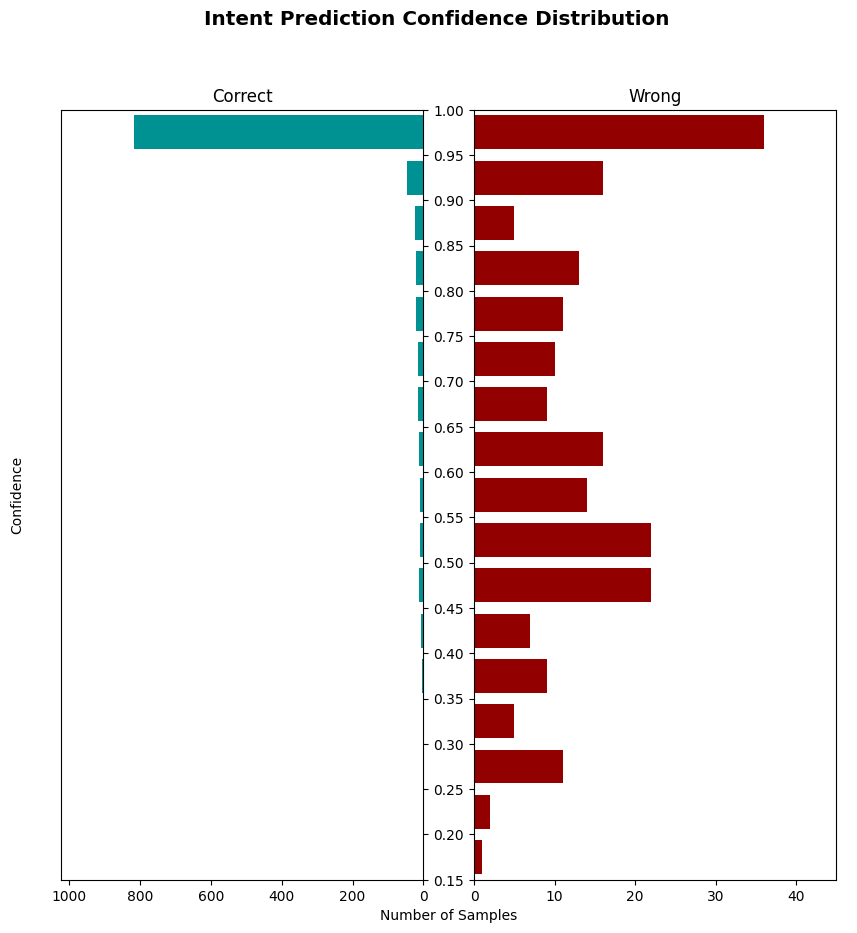 Intent Prediction Confidence Distribution
Correct
Wrong
1.00
0.95
0.90
0.85
0.80
0.75
0.70
0.65
0.60
0.55
0.50
0.45
0.40
0.35
0.30
0.25
0.20
0.15
Confidence
1000 800 600 400 200 0
0 10 20 30 40
Number of Samples